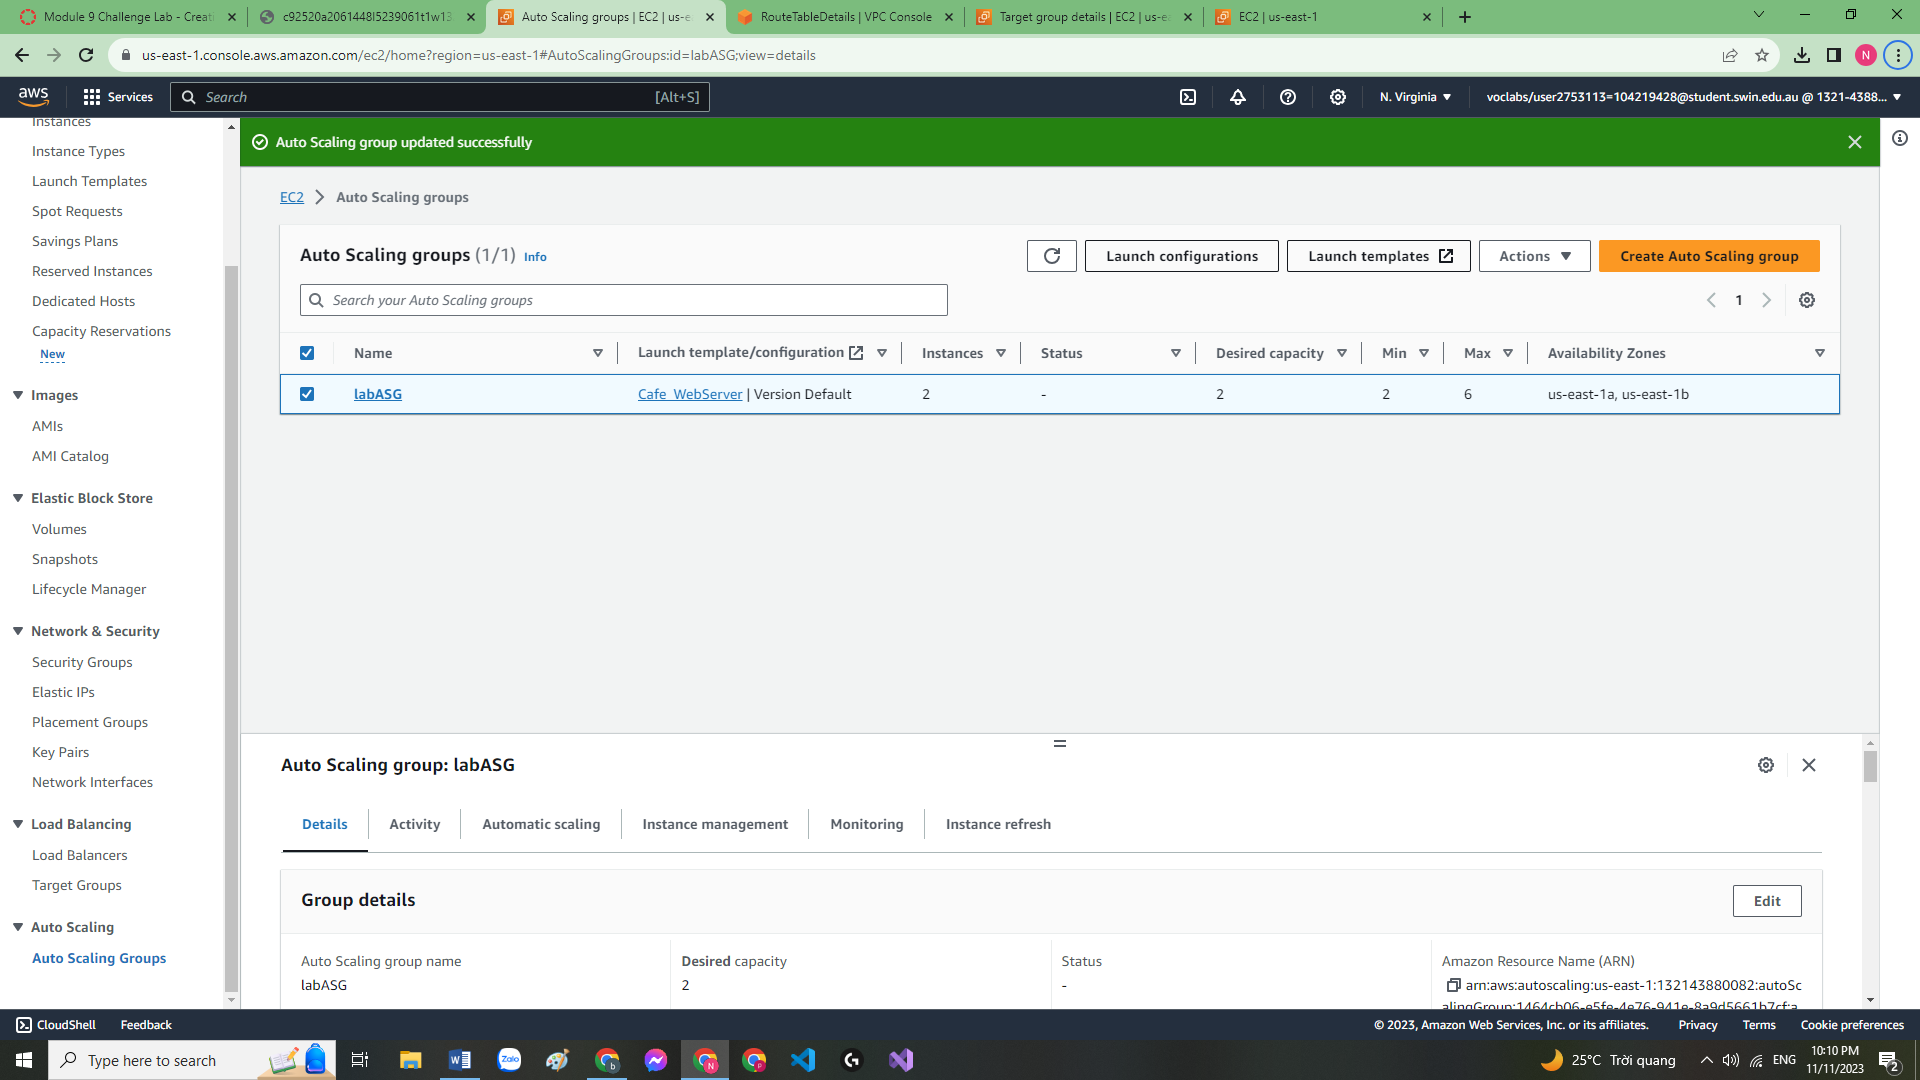 Module 9 Challenge Lab - Creati
c92520a2061448l5239061t1w13
Auto Scaling groups | EC2 | us-e
RouteTableDetails | VPC Console
Target group details | EC2 | us-ea
EC2 | us-east-1
us-east-1.console.aws.amazon.com/ec2/home?region=us-east-1#AutoScalingGroups:id=labASG;view=details
N
aws
Services
Search
[Alt+S]
N. Virginia
voclabs/user2753113=104219428@student.swin.edu.au @ 1321-4388...
Instances
Instance Types
Launch Templates
Spot Requests
Savings Plans
Reserved Instances
Dedicated Hosts
Capacity Reservations
New
Images
AMIs
AMI Catalog
Elastic Block Store
Volumes
Snapshots
Lifecycle Manager
Network & Security
Security Groups
Elastic IPs
Placement Groups
Key Pairs
Network Interfaces
Load Balancing
Load Balancers
Target Groups
Auto Scaling
Auto Scaling Groups
Auto Scaling group updated successfully
EC2
Auto Scaling groups
Auto Scaling groups (1/1) Info
Launch configurations
Launch templates
Actions
Create Auto Scaling group
Search your Auto Scaling groups
1
Name
Launch template/configuration
Instances
Status
Desired capacity
Min
Max
Availability Zones
labASG
Cafe_WebServer | Version Default
2
-
2
2
6
us-east-1a, us-east-1b
Auto Scaling group: labASG
Details
Activity
Automatic scaling
Instance management
Monitoring
Instance refresh
Group details
Edit
Auto Scaling group name
labASG
Desired capacity
2
Status
-
Amazon Resource Name (ARN)
arn:aws:autoscaling:us-east-1:132143880082:autoSc
alingGroup:1464cb06-e5fe-4e76-941e-8a9d5661b7cf:a
CloudShell
Feedback
© 2023, Amazon Web Services, Inc. or its affiliates.
Privacy
Terms
Cookie preferences
Type here to search
Zalo
25°C Trời quang
ENG
10:10 PM
11/11/2023
2